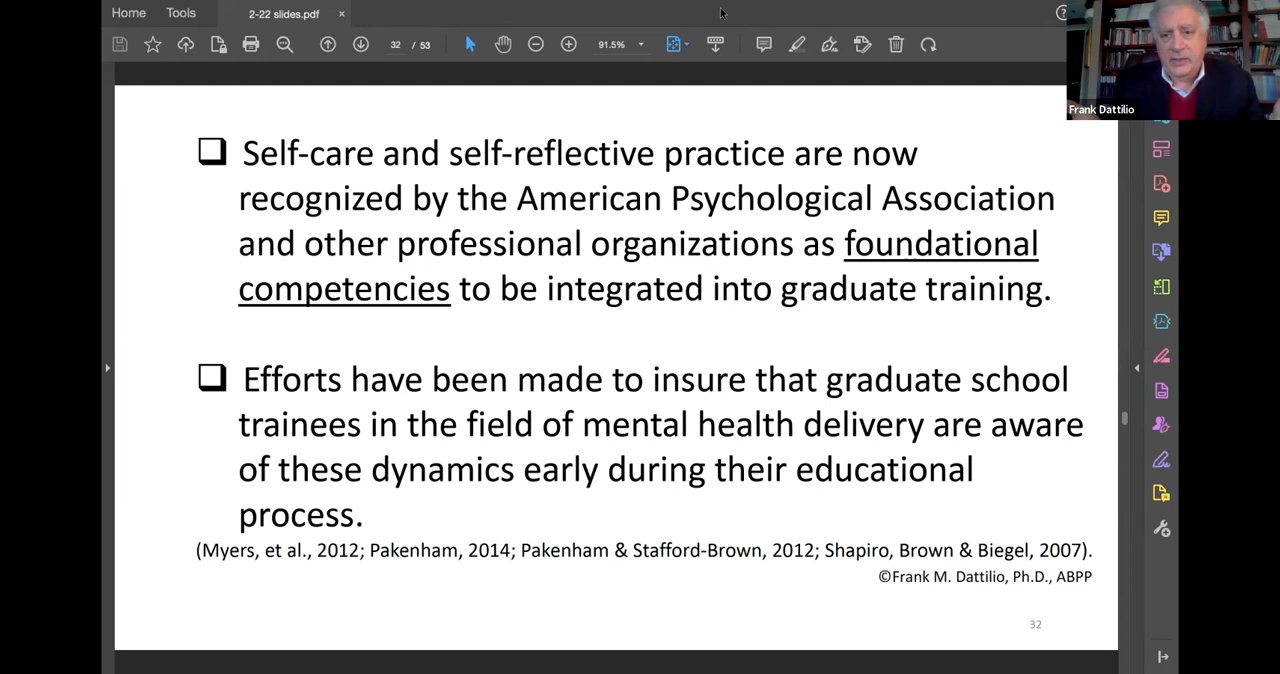 Home Tools 2-22 slides.pdf ×
32 / 53 91.5%
Frank Dattilio
Self-care and self-reflective practice are now
recognized by the American Psychological Association
and other professional organizations as foundational
competencies to be integrated into graduate training.
Efforts have been made to insure that graduate school
trainees in the field of mental health delivery are aware
of these dynamics early during their educational
process.
(Myers, et al., 2012; Pakenham, 2014; Pakenham & Stafford-Brown, 2012; Shapiro, Brown & Biegel, 2007).
©Frank M. Dattilio, Ph.D., ABPP
32